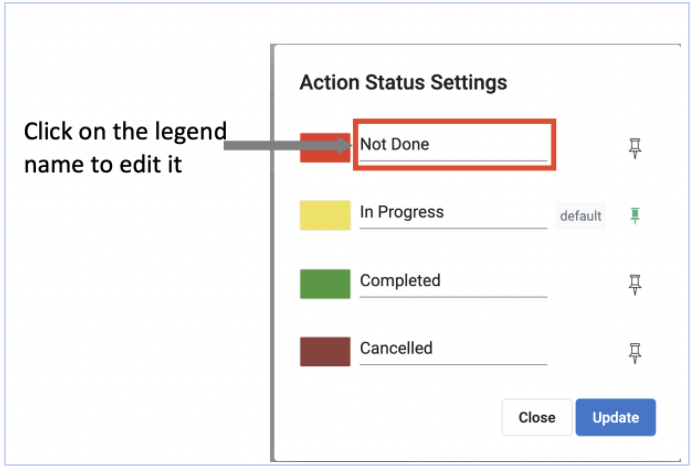 Action Status Settings
Click on the legend
name to edit it
Not Done
In Progress
default
Completed
Cancelled
Close
Update